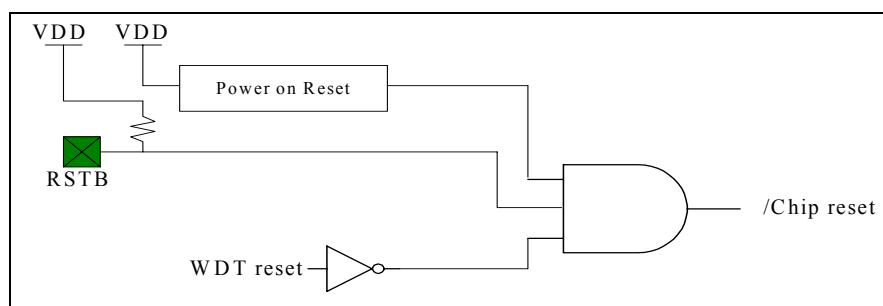 VDD VDD
Power on Reset
RSTB
/Chip reset
WDT reset